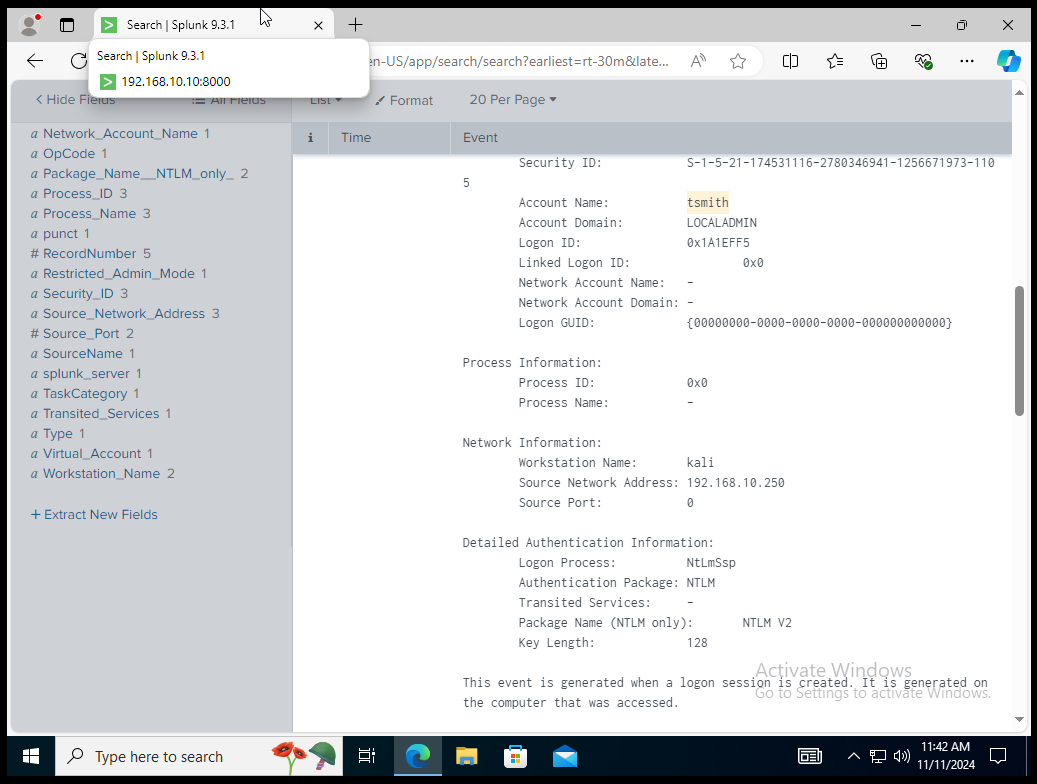 Search | Splunk 9.3.1
Search | Splunk 9.3.1
192.168.10.10:8000
en-US/app/search/search?earliest=rt-30m&late...
Hide Fields
All Fields
List
Format
20 Per Page
i Time Event
a Network_Account_Name 1
a OpCode 1
a Package_Name__NTLM_only_ 2
a Process_ID 3
a Process_Name 3
a punct 1
# RecordNumber 5
a Restricted_Admin_Mode 1
a Security_ID 3
a Source_Network_Address 3
# Source_Port 2
a SourceName 1
a splunk_server 1
a TaskCategory 1
a Transited_Services 1
a Type 1
a Virtual_Account 1
a Workstation_Name 2
+ Extract New Fields
Security ID: S-1-5-21-174531116-2780346941-1256671973-110
5
Account Name: tsmith
Account Domain: LOCALADMIN
Logon ID: 0x1A1EFF5
Linked Logon ID: 0x0
Network Account Name: -
Network Account Domain: -
Logon GUID: {00000000-0000-0000-0000-000000000000}
Process Information:
Process ID: 0x0
Process Name: -
Network Information:
Workstation Name: kali
Source Network Address: 192.168.10.250
Source Port: 0
Detailed Authentication Information:
Logon Process: NtLmSsp
Authentication Package: NTLM
Transited Services: -
Package Name (NTLM only): NTLM V2
Key Length: 128
This event is generated when a logon session is created. It is generated on
the computer that was accessed.
Activate Windows
Go to Settings to activate Windows.
Type here to search
11:42 AM
11/11/2024